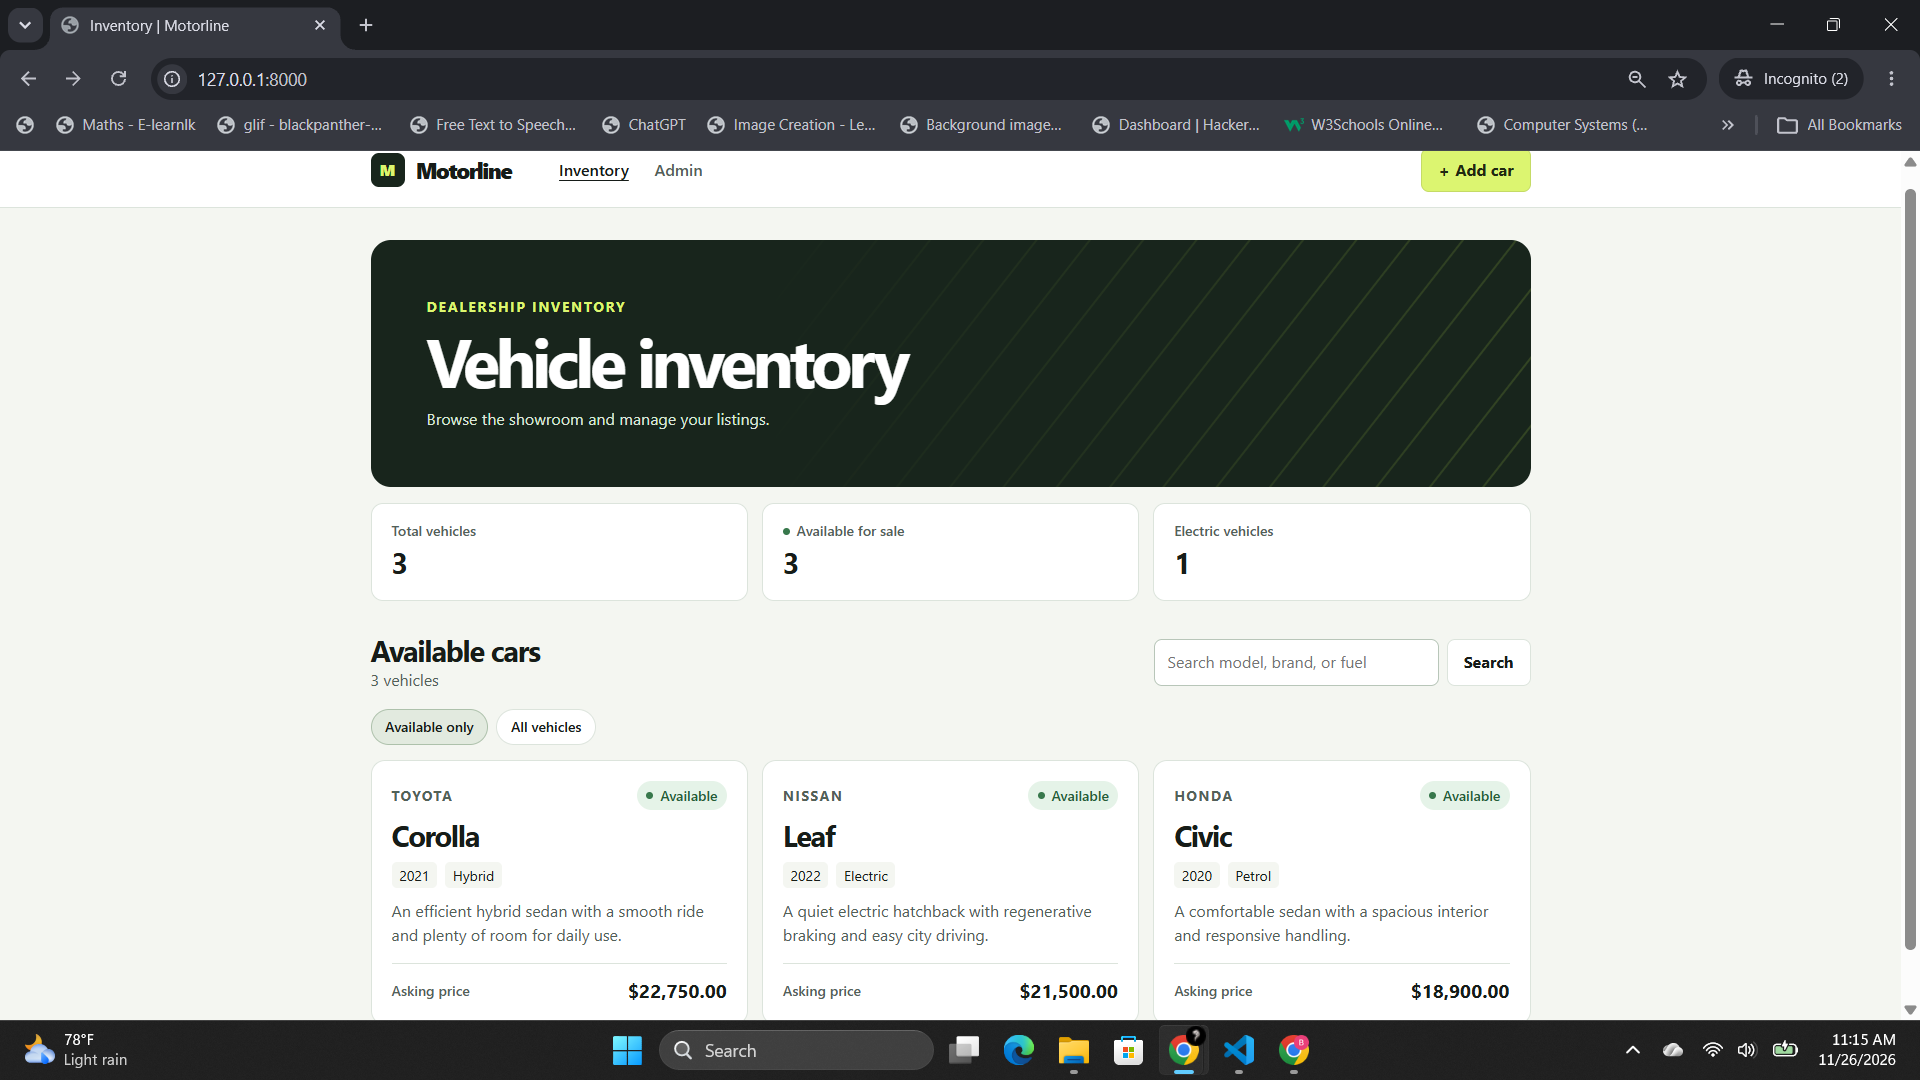 Inventory | Motorline
127.0.0.1:8000
Incognito (2)
Maths - E-learnlk
glif - blackpanther-...
Free Text to Speech...
ChatGPT
Image Creation - Le...
Background image...
Dashboard | Hacker...
W3Schools Online...
Computer Systems (...
All Bookmarks
M
Motorline
Inventory
Admin
+ Add car
DEALERSHIP INVENTORY
Vehicle inventory
Browse the showroom and manage your listings.
Total vehicles
3
Available for sale
3
Electric vehicles
1
Available cars
3 vehicles
Search model, brand, or fuel
Search
Available only
All vehicles
TOYOTA
Available
Corolla
2021
Hybrid
An efficient hybrid sedan with a smooth ride
and plenty of room for daily use.
Asking price
$22,750.00
NISSAN
Available
Leaf
2022
Electric
A quiet electric hatchback with regenerative
braking and easy city driving.
Asking price
$21,500.00
HONDA
Available
Civic
2020
Petrol
A comfortable sedan with a spacious interior
and responsive handling.
Asking price
$18,900.00
78°F
Light rain
Search
B
11:15 AM
11/26/2026